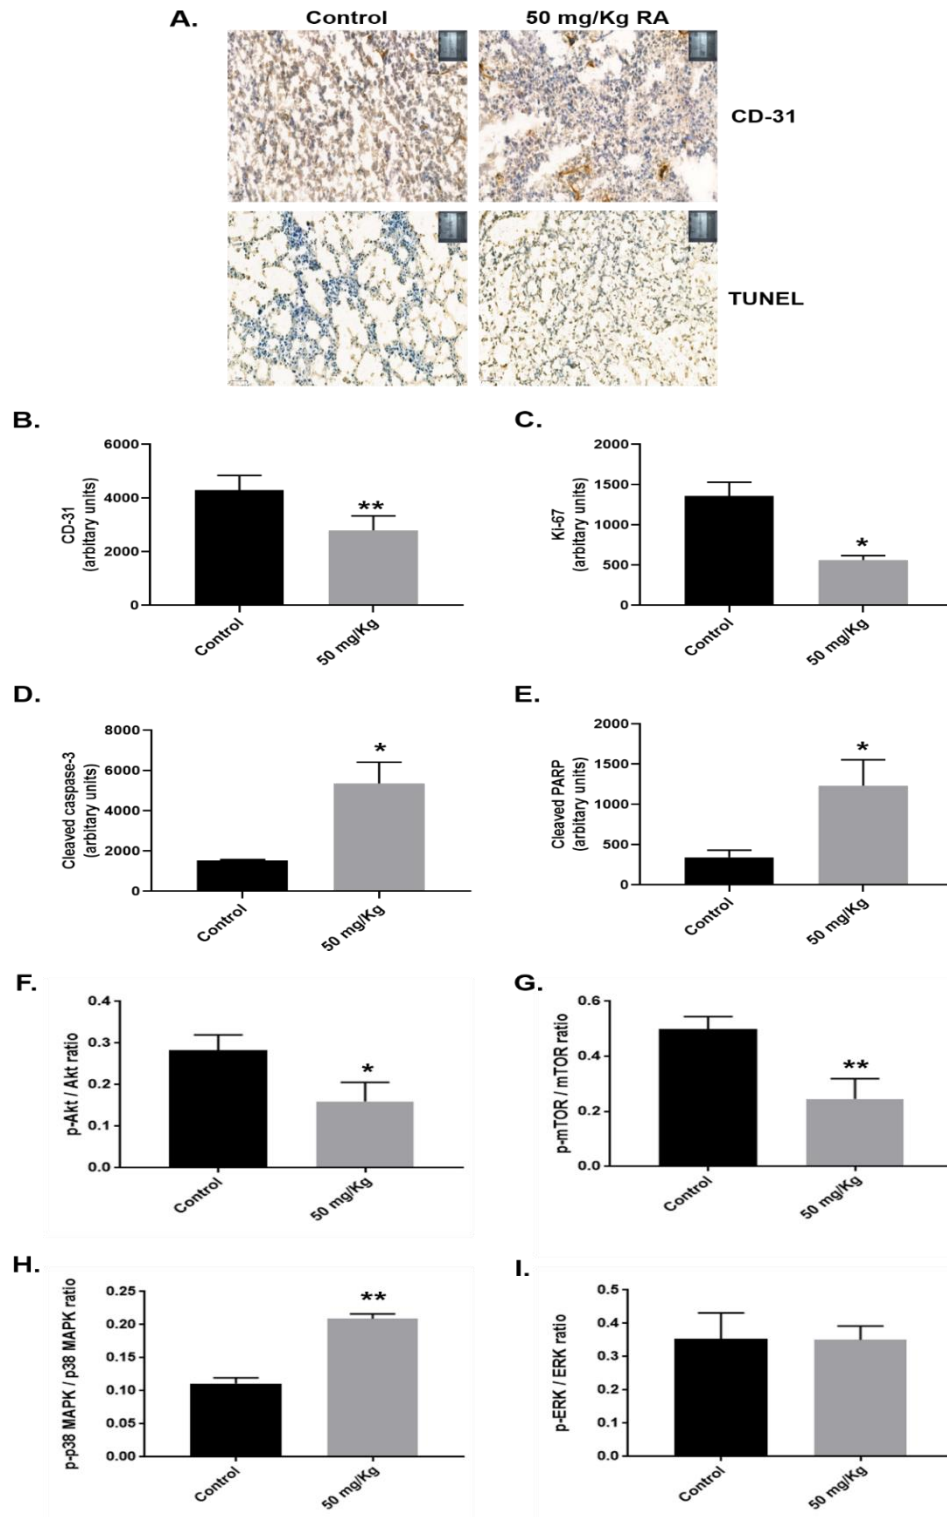 A.
Control
50 mg/Kg RA
CD-31
TUNEL
B.
6000
4000
2000
0
CD-31
(arbitary units)
**
Control
50 mg/Kg
C.
2000
1500
1000
500
0
Ki-67
(arbitary units)
*
Control
50 mg/Kg
D.
8000
6000
4000
2000
0
Cleaved caspase-3
(arbitary units)
*
Control
50 mg/Kg
E.
2000
1500
1000
500
0
Cleaved PARP
(arbitary units)
*
Control
50 mg/Kg
F.
0.4
0.3
0.2
0.1
0.0
p-Akt / Akt ratio
*
Control
50 mg/Kg
G.
0.6
0.4
0.2
0.0
p-mTOR / mTOR ratio
**
Control
50 mg/Kg
H.
0.25
0.20
0.15
0.10
0.05
0.00
p-p38 MAPK / p38 MAPK ratio
**
Control
50 mg/Kg
I.
0.5
0.4
0.3
0.2
0.1
0.0
p-ERK / ERK ratio
Control
50 mg/Kg